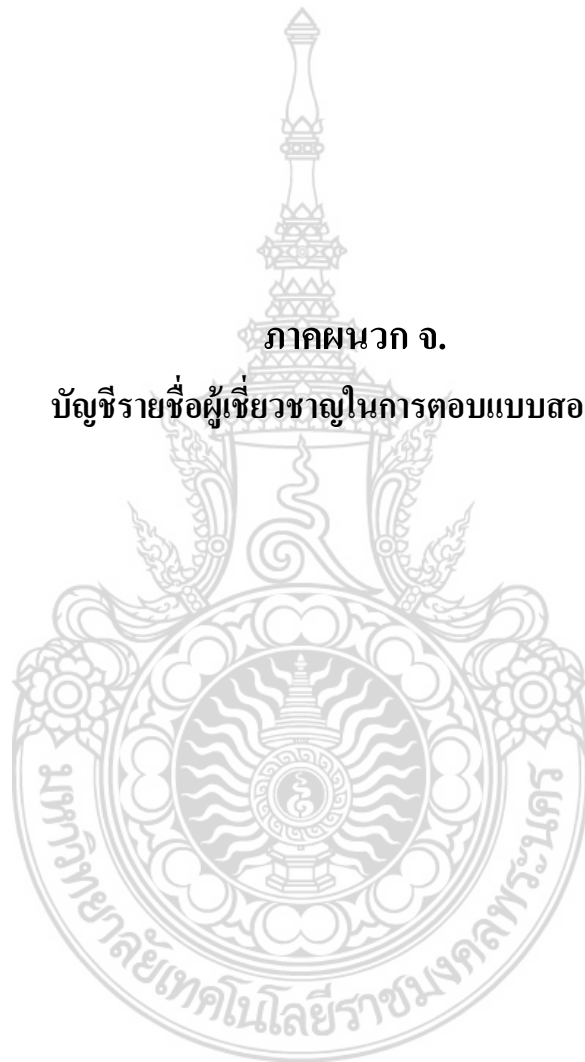 ภาคผนวก จ.
บัญชีรายชื่อผู้เชี่ยวชาญในการตอบแบบสอ
มหาวิทยาลัยเทคโนโลยีราชมงคลพระนคร